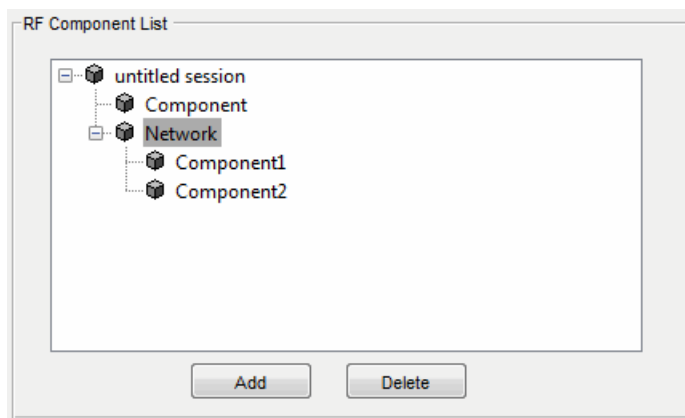 RF Component List
untitled session
Component
Network
Component1
Component2
Add Delete